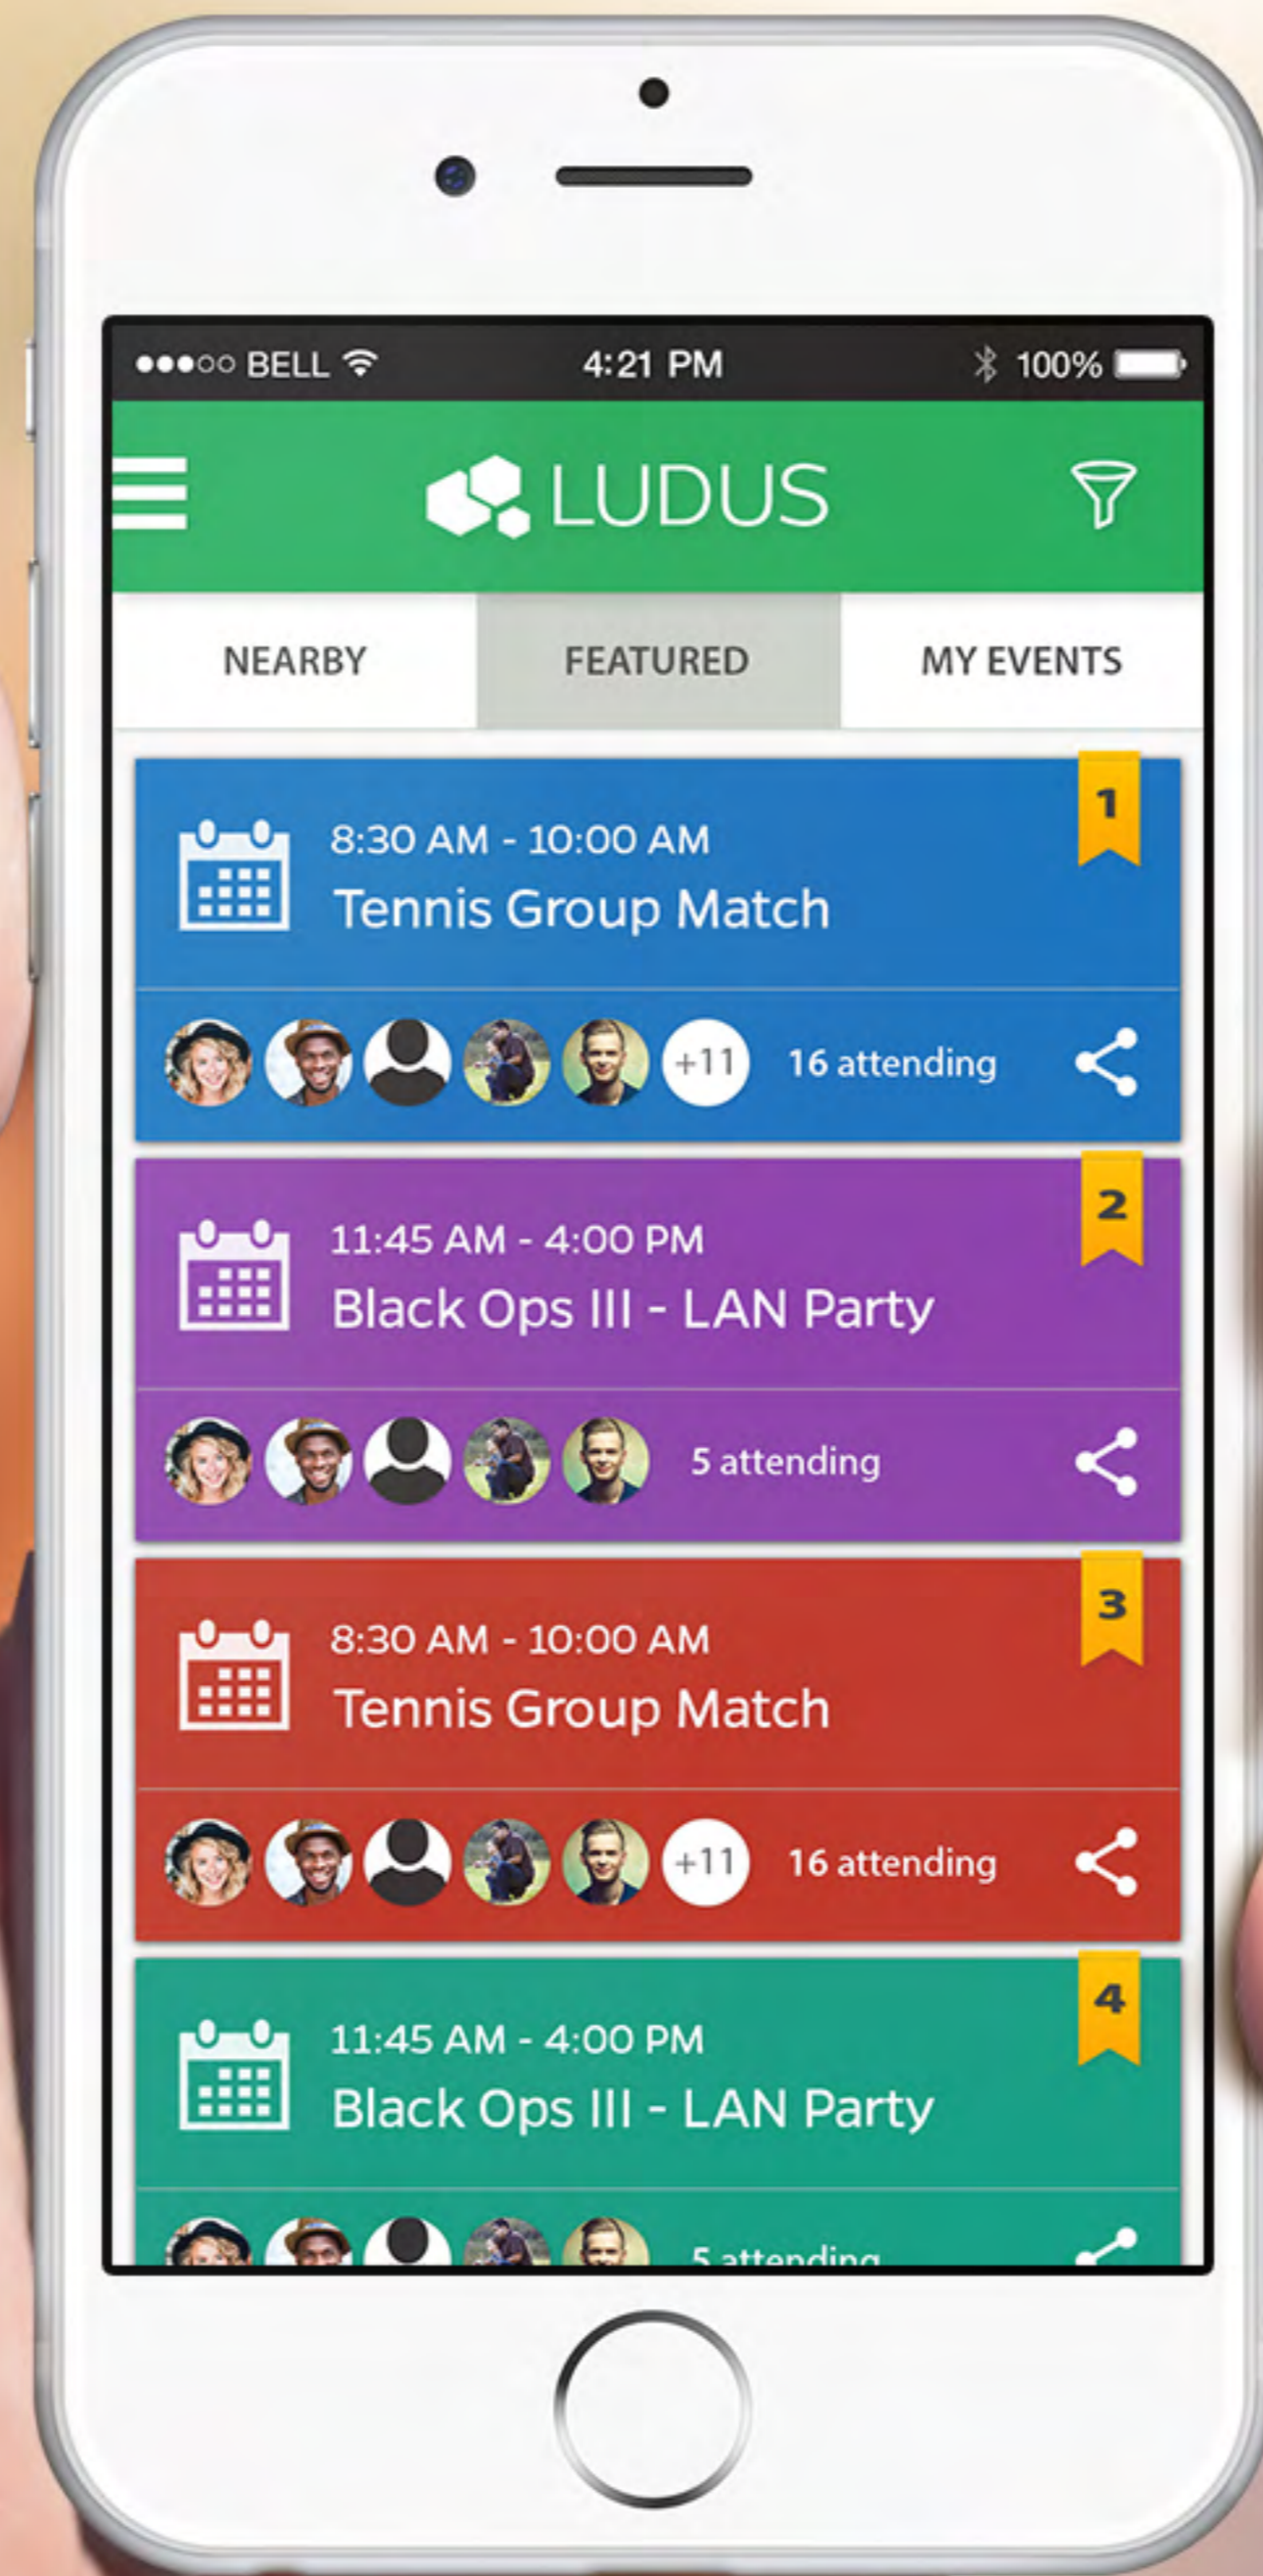 BELL 4:21 PM 100%
LUDUS
NEARBY FEATURED MY EVENTS
1
8:30 AM - 10:00 AM
Tennis Group Match
+11 16 attending
2
11:45 AM - 4:00 PM
Black Ops III - LAN Party
5 attending
3
8:30 AM - 10:00 AM
Tennis Group Match
+11 16 attending
4
11:45 AM - 4:00 PM
Black Ops III - LAN Party
5 attending